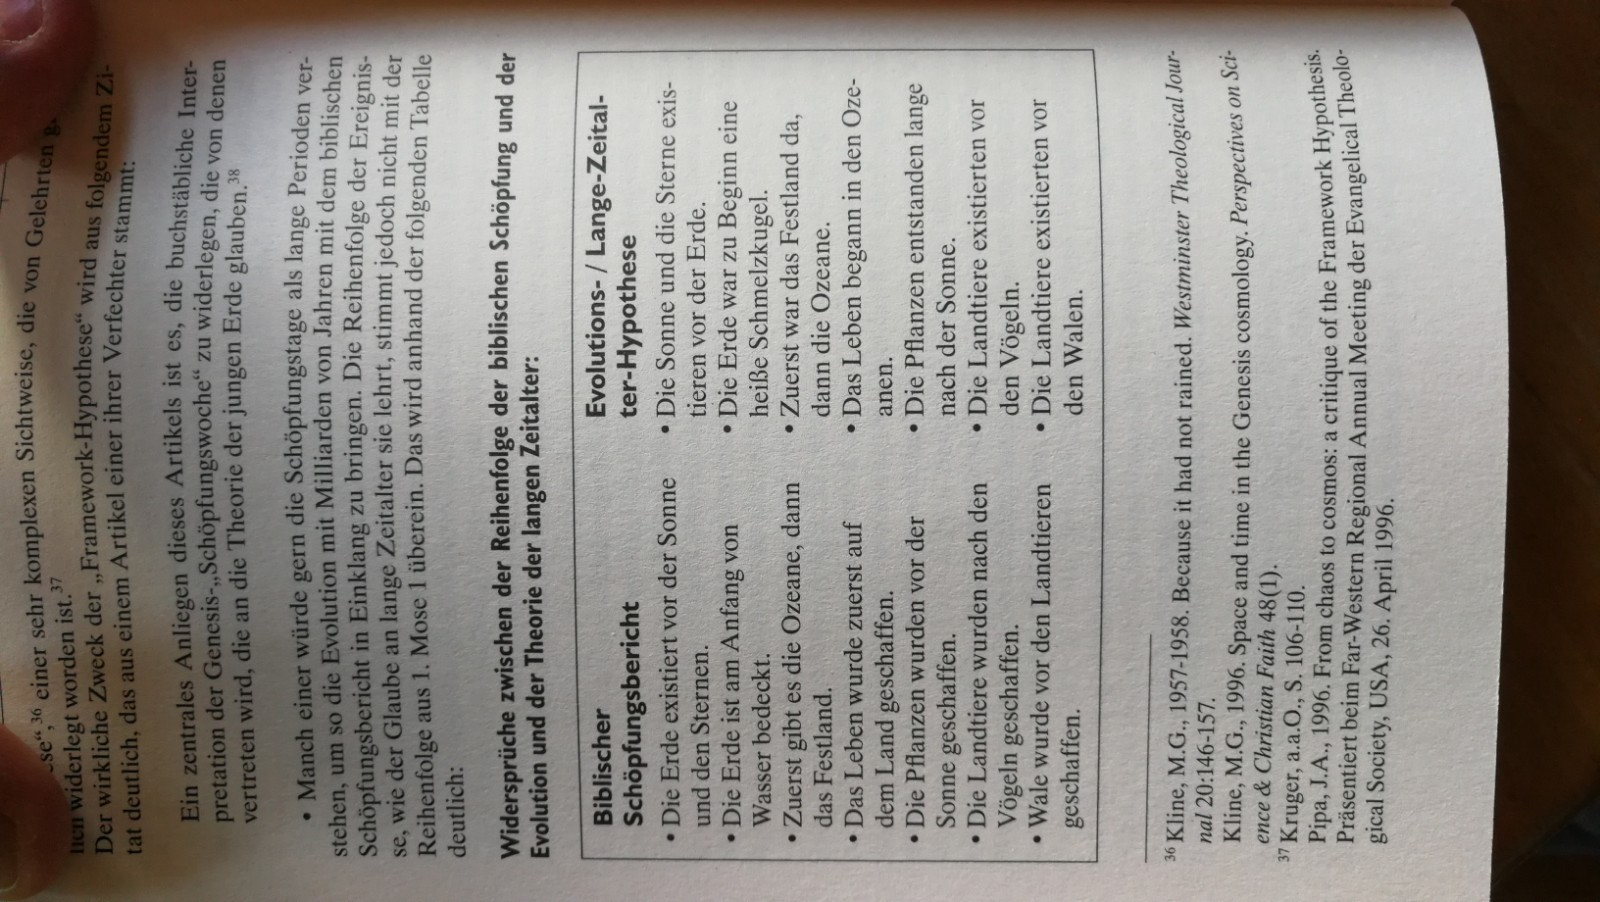 einer sehr komplexen Sichtweise, die von Gelehrten
widerlegt worden ist.37
Der wirkliche Zweck der „Framework-Hypothese“ wird aus folgendem Zi-
tat deutlich, das aus einem Artikel einer ihrer Verfechter stammt:
Ein zentrales Anliegen dieses Artikels ist es, die buchstäbliche Inter-
pretation der Genesis-„Schöpfungswoche“ zu widerlegen, die von denen
vertreten wird, die an die Theorie der jungen Erde glauben.38
• Manch einer würde gern die Schöpfungstage als lange Perioden ver-
stehen, um so die Evolution mit Milliarden von Jahren mit dem biblischen
Schöpfungsbericht in Einklang zu bringen. Die Reihenfolge der Ereignis-
se, wie der Glaube an lange Zeitalter sie lehrt, stimmt jedoch nicht mit der
Reihenfolge aus 1. Mose 1 überein. Das wird anhand der folgenden Tabelle
deutlich:
Widersprüche zwischen der Reihenfolge der biblischen Schöpfung und der
Evolution und der Theorie der langen Zeitalter:
Biblischer
Schöpfungsbericht
• Die Erde existiert vor der Sonne
und den Sternen.
• Die Erde ist am Anfang von
Wasser bedeckt.
• Zuerst gibt es die Ozeane, dann
das Festland.
• Das Leben wurde zuerst auf
dem Land geschaffen.
• Die Pflanzen wurden vor der
Sonne geschaffen.
• Die Landtiere wurden nach den
Vögeln geschaffen.
• Wale wurde vor den Landtieren
geschaffen.
Evolutions- / Lange-Zeital-
ter-Hypothese
• Die Sonne und die Sterne exis-
tieren vor der Erde.
• Die Erde war zu Beginn eine
heiße Schmelzkugel.
• Zuerst war das Festland da,
dann die Ozeane.
• Das Leben begann in den Oze-
anen.
• Die Pflanzen entstanden lange
nach der Sonne.
• Die Landtiere existierten vor
den Vögeln.
• Die Landtiere existierten vor
den Walen.
36 Kline, M.G., 1957-1958. Because it had not rained. Westminster Theological Jour-
nal 20:146-157.
Kline, M.G., 1996. Space and time in the Genesis cosmology. Perspectives on Sci-
ence & Christian Faith 48(1).
37 Kruger, a.a.O., S. 106-110.
Pipa, J.A., 1996. From chaos to cosmos: a critique of the Framework Hypothesis.
Präsentiert beim Far-Western Regional Annual Meeting der Evangelical Theolo-
gical Society, USA, 26. April 1996.